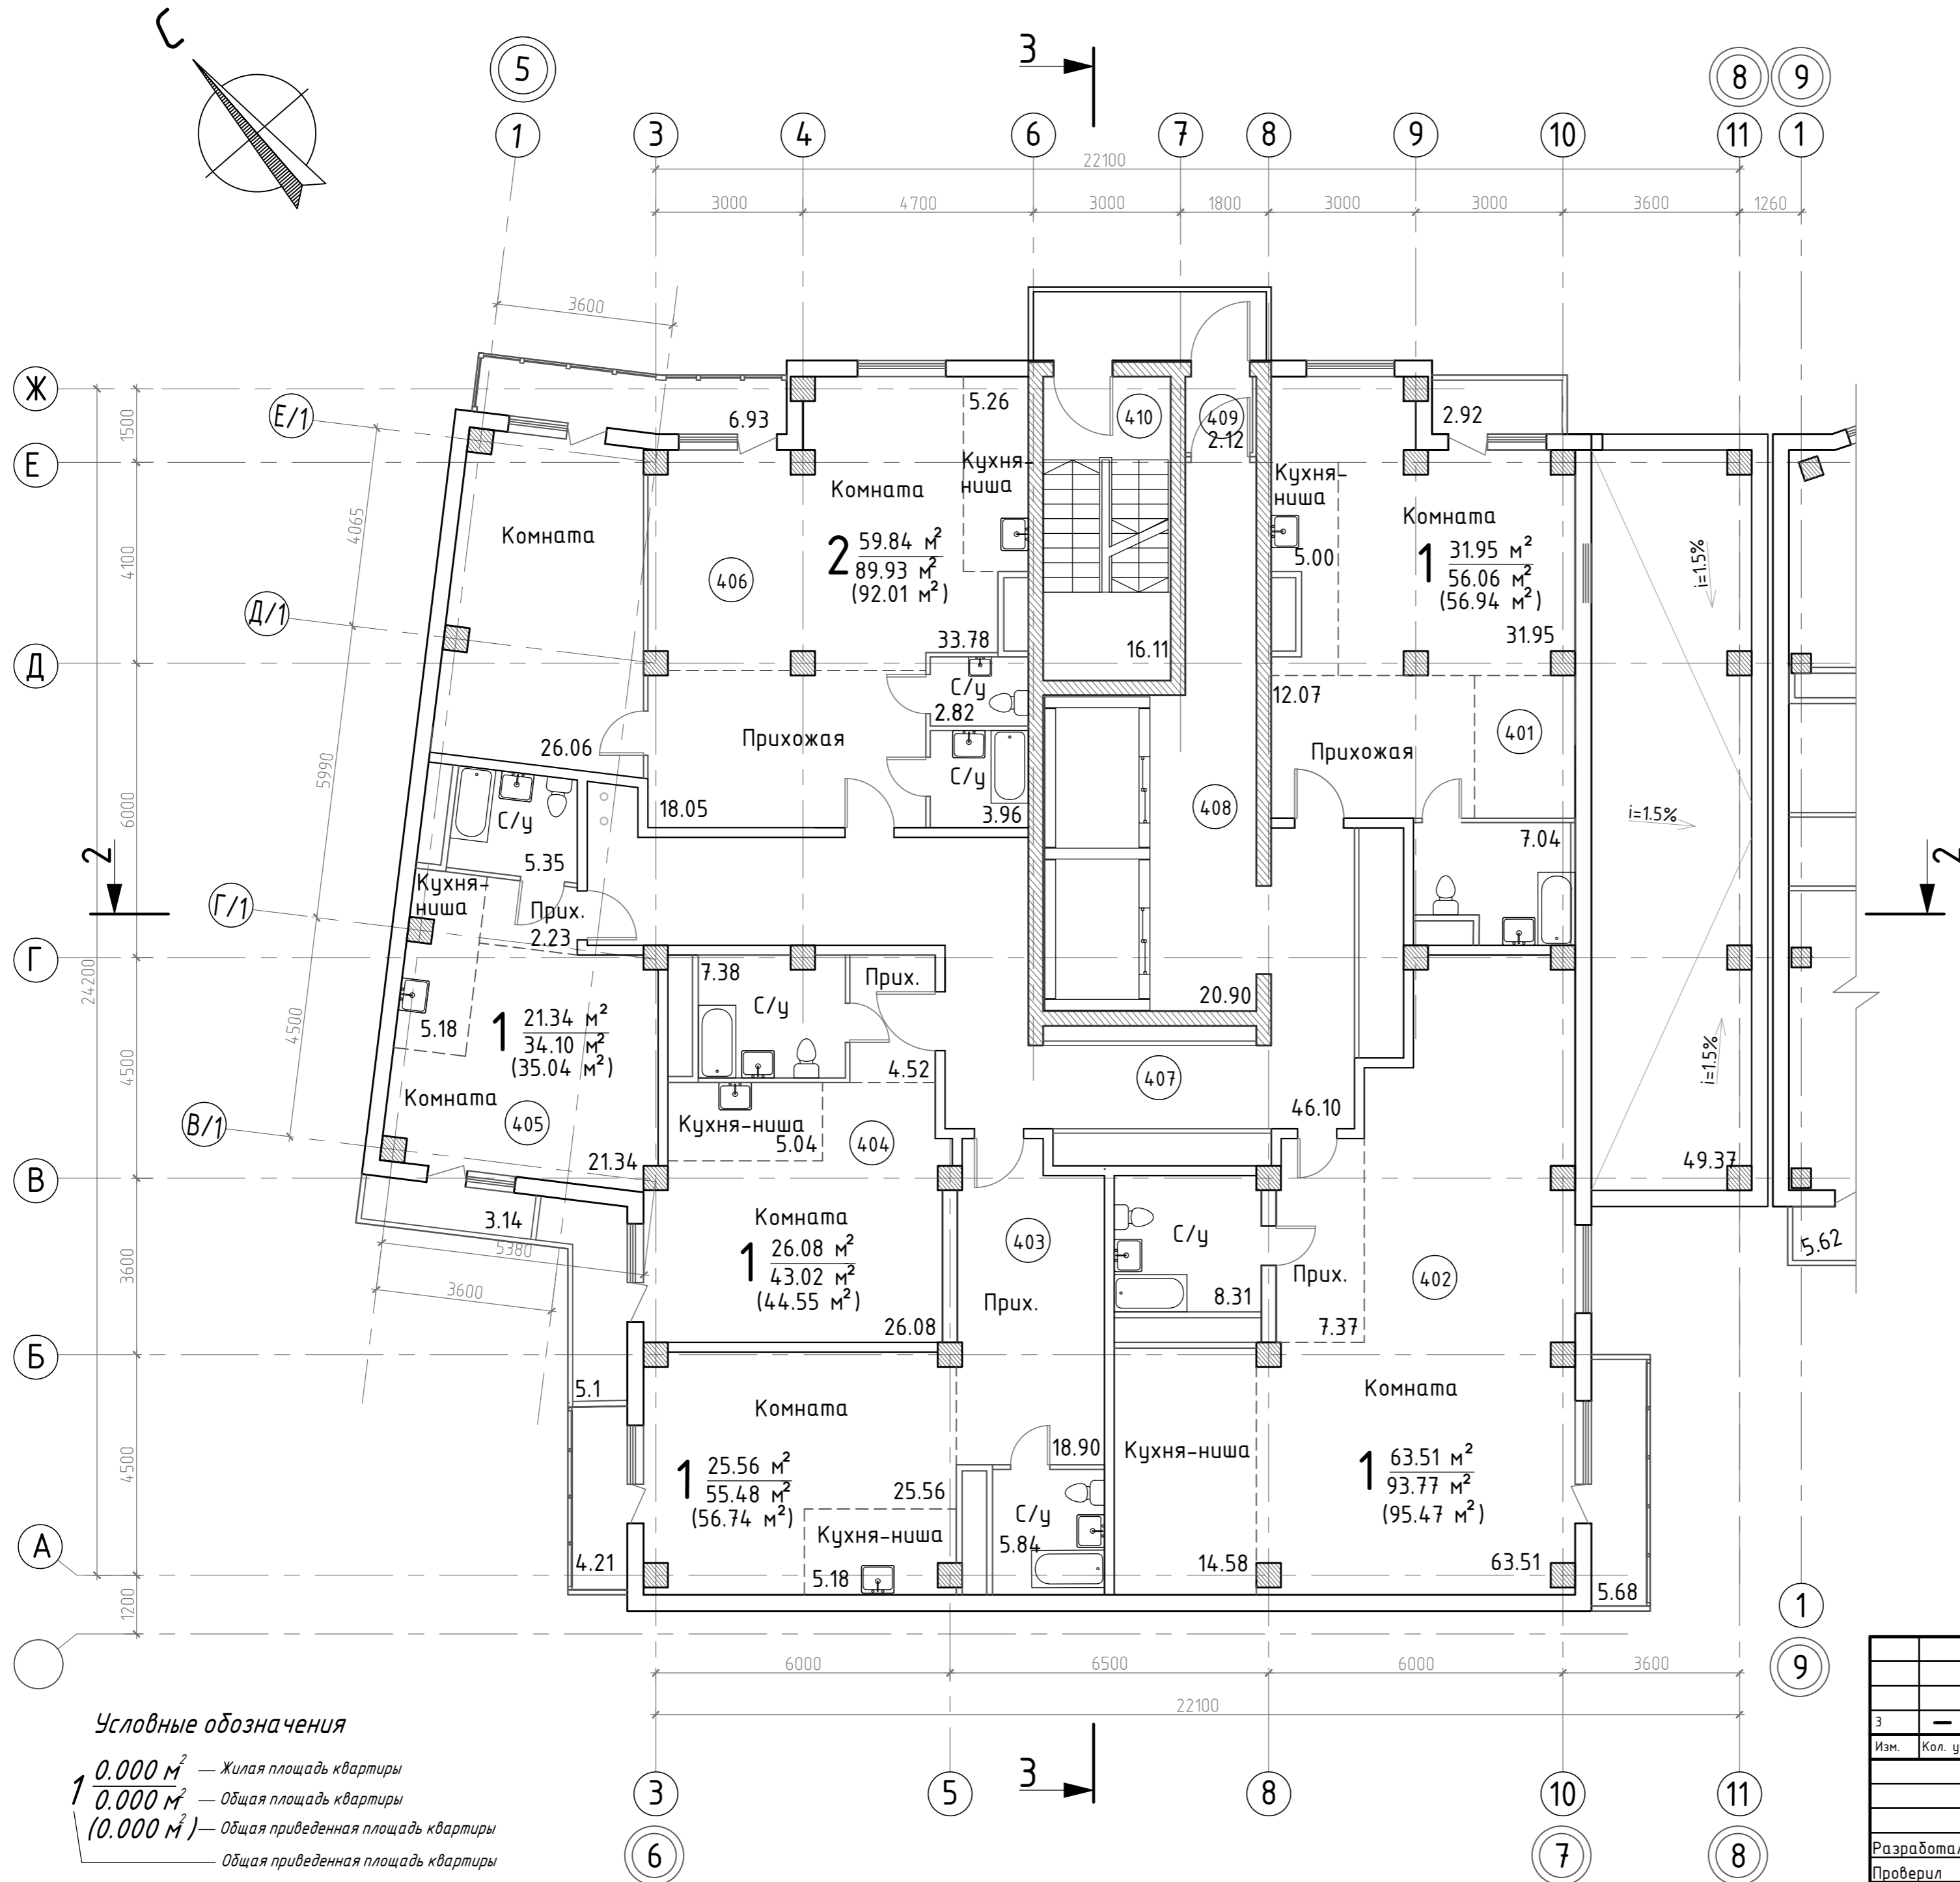 С
5
8
9
1
3
4
6
7
8
9
10
11
1
3
22100
3000
4700
3000
1800
3000
3000
3600
1260
3600
Ж
Е/1
Е
Д/1
Д
Г/1
Г
В/1
В
Б
А
1500
4100
6000
4500
3600
4500
1200
24200
4065
5990
4500
5380
3600
2
2
6.93
5.26
410
409
2.12
2.92
Кухня-
ниша
Комната
Комната
406
2
59.84 м²
89.93 м²
(92.01 м²)
33.78
С/у
2.82
С/у
3.96
Прихожая
26.06
18.05
16.11
408
20.90
Кухня-
ниша
5.00
Комната
1
31.95 м²
56.06 м²
(56.94 м²)
31.95
12.07
Прихожая
401
7.04
i=1.5%
i=1.5%
i=1.5%
49.37
С/у
5.35
Кухня-
ниша
Прих.
2.23
5.18
1
21.34 м²
34.10 м²
(35.04 м²)
Комната
405
21.34
3.14
7.38
С/у
Прих.
4.52
Кухня-ниша
5.04
404
Комната
1
26.08 м²
43.02 м²
(44.55 м²)
26.08
407
46.10
403
Прих.
С/у
8.31
Прих.
7.37
402
5.62
5.1
Комната
1
25.56 м²
55.48 м²
(56.74 м²)
25.56
Кухня-ниша
5.18
4.21
18.90
С/у
5.84
Кухня-ниша
14.58
Комната
1
63.51 м²
93.77 м²
(95.47 м²)
63.51
5.68
6000
6500
6000
3600
22100
3
3
5
8
10
11
1
9
6
7
8
Условные обозначения
1
0.000 м² — Жилая площадь квартиры
0.000 м² — Общая площадь квартиры
(0.000 м²) — Общая приведенная площадь квартиры
Общая приведенная площадь квартиры
3 —
Изм. Кол. у
Разработал
Проверил